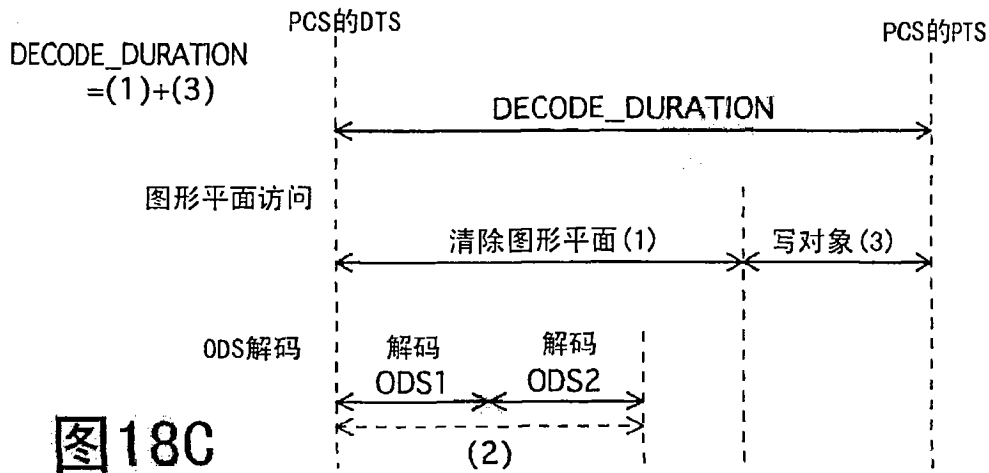 PCS的DTS
PCS的PTS
DECODE_DURATION
=(1)+(3)
DECODE_DURATION
图形平面访问
清除图形平面(1)
写对象(3)
ODS解码
解码
ODS1
解码
ODS2
(2)
图18C